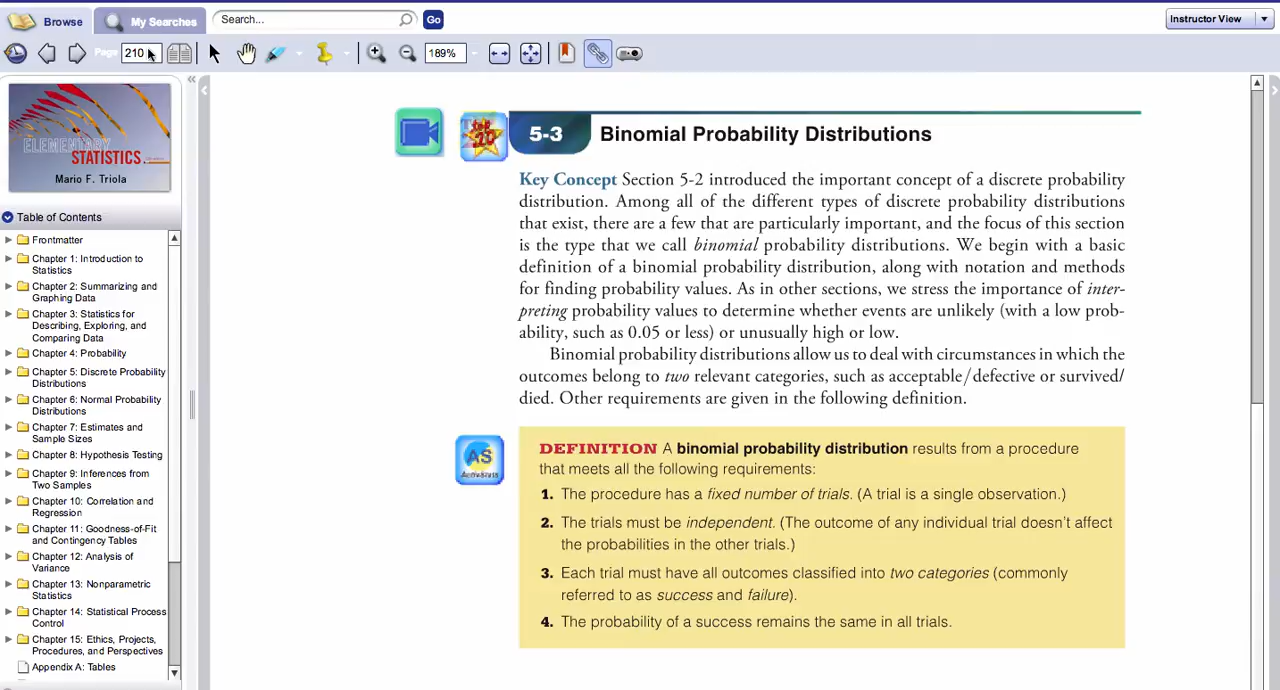 Browse
My Searches
Search...
Go
Instructor View
Page
210
189%
ELEMENTARY
STATISTICS
Mario F. Triola
Table of Contents
Frontmatter
Chapter 1: Introduction to
Statistics
Chapter 2: Summarizing and
Graphing Data
Chapter 3: Statistics for
Describing, Exploring, and
Comparing Data
Chapter 4: Probability
Chapter 5: Discrete Probability
Distributions
Chapter 6: Normal Probability
Distributions
Chapter 7: Estimates and
Sample Sizes
Chapter 8: Hypothesis Testing
Chapter 9: Inferences from
Two Samples
Chapter 10: Correlation and
Regression
Chapter 11: Goodness-of-Fit
and Contingency Tables
Chapter 12: Analysis of
Variance
Chapter 13: Nonparametric
Statistics
Chapter 14: Statistical Process
Control
Chapter 15: Ethics, Projects,
Procedures, and Perspectives
Appendix A: Tables
top
20
5-3 Binomial Probability Distributions
Key Concept Section 5-2 introduced the important concept of a discrete probability
distribution. Among all of the different types of discrete probability distributions
that exist, there are a few that are particularly important, and the focus of this section
is the type that we call binomial probability distributions. We begin with a basic
definition of a binomial probability distribution, along with notation and methods
for finding probability values. As in other sections, we stress the importance of inter-
preting probability values to determine whether events are unlikely (with a low prob-
ability, such as 0.05 or less) or unusually high or low.
Binomial probability distributions allow us to deal with circumstances in which the
outcomes belong to two relevant categories, such as acceptable/defective or survived/
died. Other requirements are given in the following definition.
AS
ActivStats
DEFINITION A binomial probability distribution results from a procedure
that meets all the following requirements:
1. The procedure has a fixed number of trials. (A trial is a single observation.)
2. The trials must be independent. (The outcome of any individual trial doesn't affect
the probabilities in the other trials.)
3. Each trial must have all outcomes classified into two categories (commonly
referred to as success and failure).
4. The probability of a success remains the same in all trials.